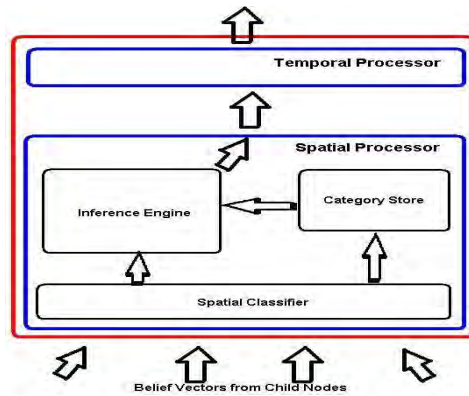 Temporal Processor
Spatial Processor
Inference Engine
Category Store
Spatial Classifier
Belief Vectors from Child Nodes